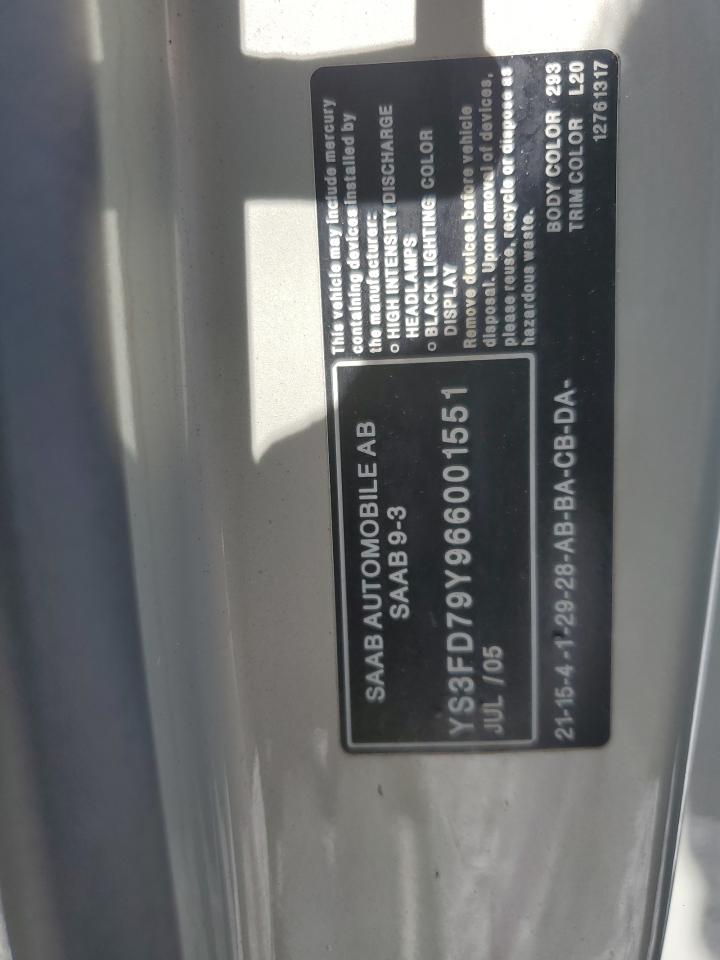 This vehicle may include mercury
containing devices installed by
the manufacturer:
o HIGH INTENSITY DISCHARGE
HEADLAMPS
o BLACK LIGHTING COLOR
DISPLAY
Remove devices before vehicle
disposal. Upon removal of devices,
please reuse, recycle or dispose as
hazardous waste.
BODY COLOR 293
TRIM COLOR L20
12761317
SAAB AUTOMOBILE AB
SAAB 9-3
YS3FD79Y966001551
JUL /05
21-15-4 -1-29-28-AB-BA-CB-DA-